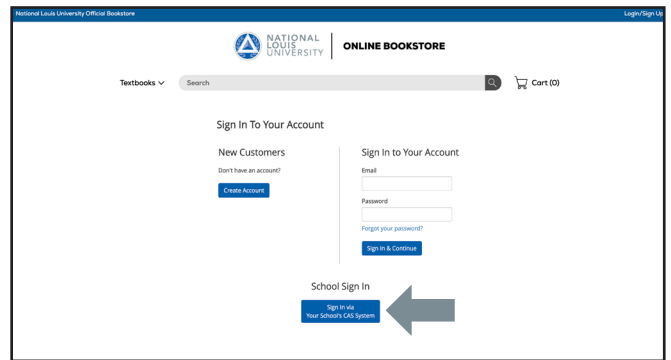 National Louis University Official Bookstore
Login/Sign Up
NATIONAL
LOUIS
UNIVERSITY
ONLINE BOOKSTORE
Textbooks
Search
Cart (0)
Sign In To Your Account
New Customers
Don't have an account?
Create Account
Sign In to Your Account
Email
Password
Forgot your password?
Sign In & Continue
School Sign In
Sign In via
Your School's CAS System